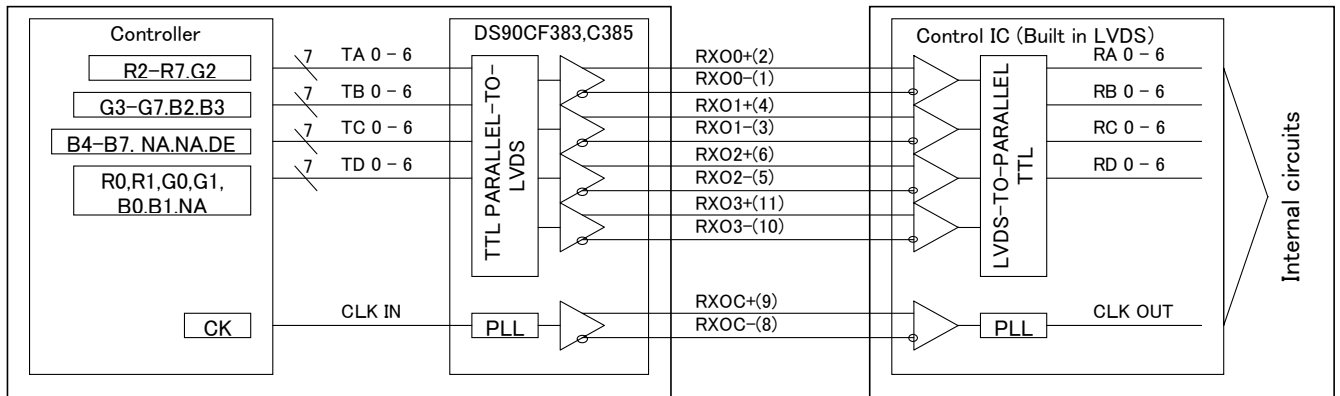 Controller
R2-R7.G2
G3-G7.B2.B3
B4-B7. NA.NA.DE
R0,R1,G0,G1,
B0.B1.NA
CK
7
TA 0 - 6
7
TB 0 - 6
7
TC 0 - 6
7
TD 0 - 6
CLK IN
DS90CF383,C385
TTL PARALLEL-TO-
LVDS
PLL
RXO0+(2)
RXO0-(1)
RXO1+(4)
RXO1-(3)
RXO2+(6)
RXO2-(5)
RXO3+(11)
RXO3-(10)
RXOC+(9)
RXOC-(8)
Control IC (Built in LVDS)
LVDS-TO-PARALLEL
TTL
PLL
RA 0 - 6
RB 0 - 6
RC 0 - 6
RD 0 - 6
CLK OUT
Internal circuits